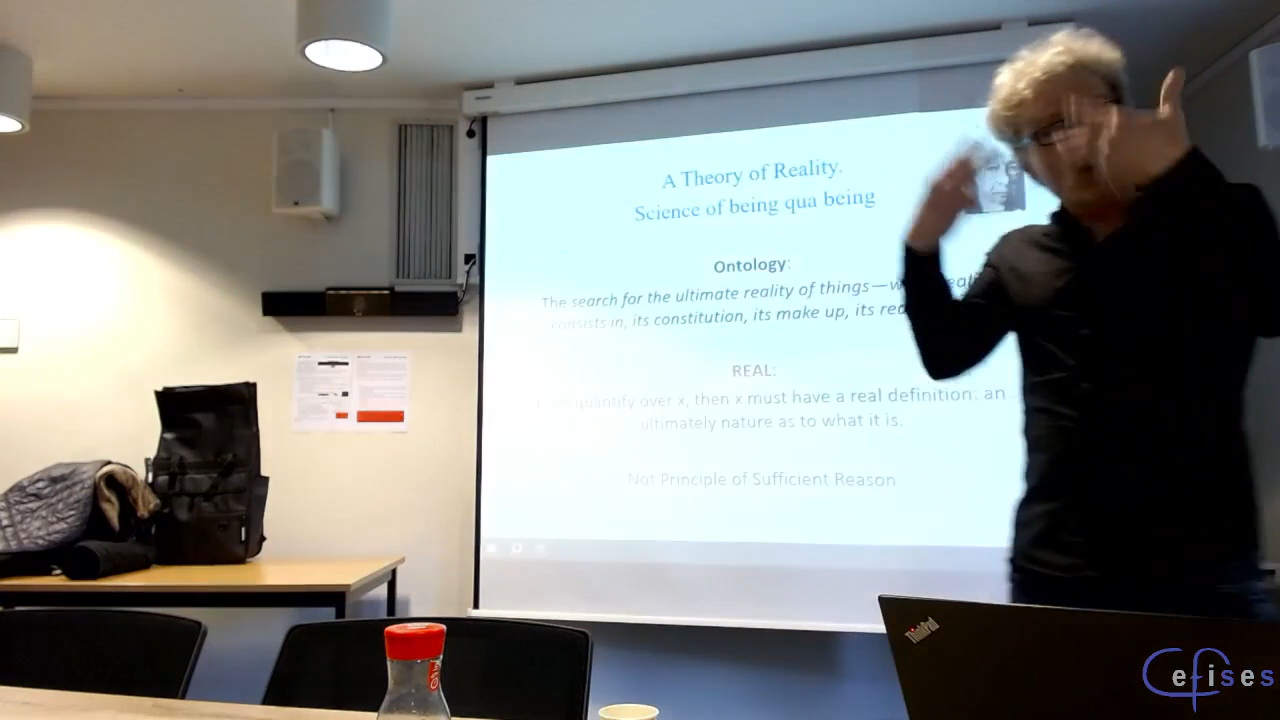 A Theory of Reality.
Science of being qua being
Ontology:
The search for the ultimate reality of things—
consists in, its constitution, its make up, its
REAL:
quantify over x, then x must have a real definition: an
ultimately nature as to what it is.
Not Principle of Sufficient Reason
ThinkPad
Cefises